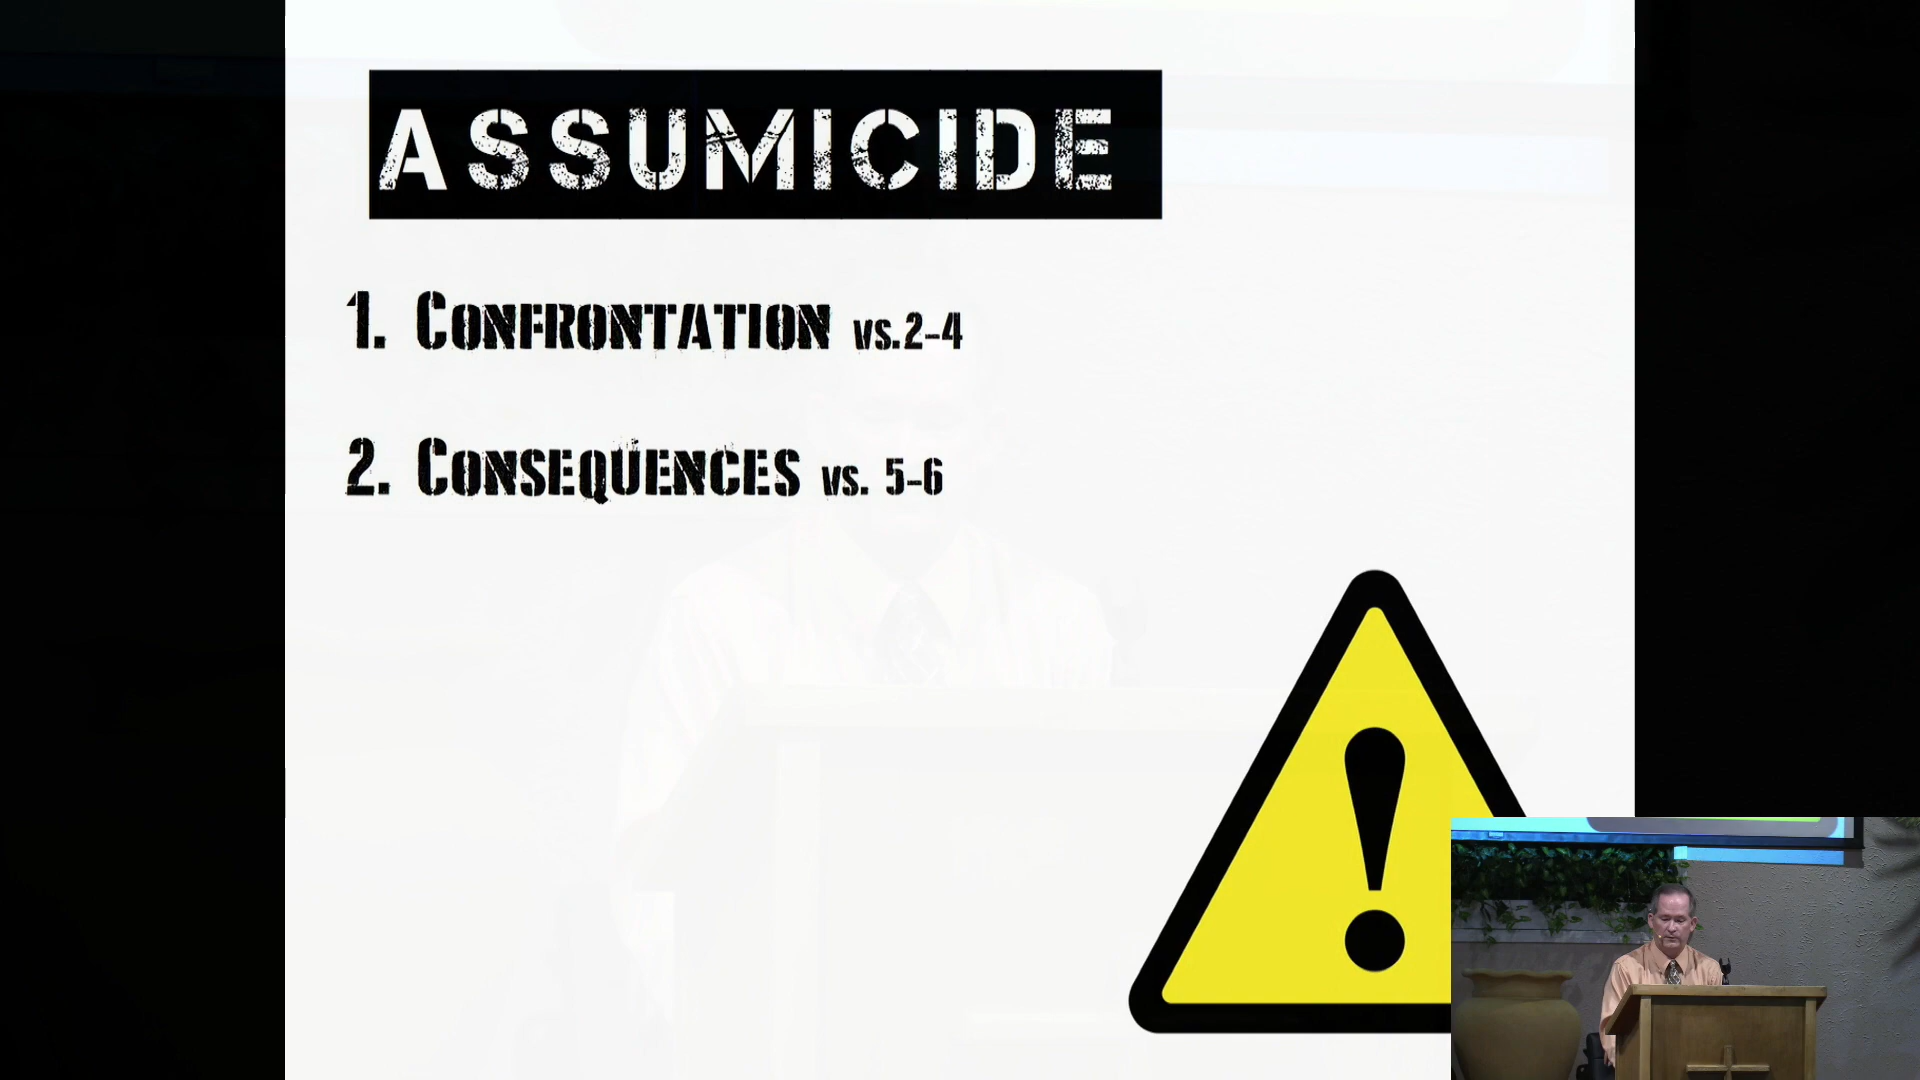 ASSUMICIDE
1. CONFRONTATION vs.2-4
2. CONSEQUENCES vs. 5-6